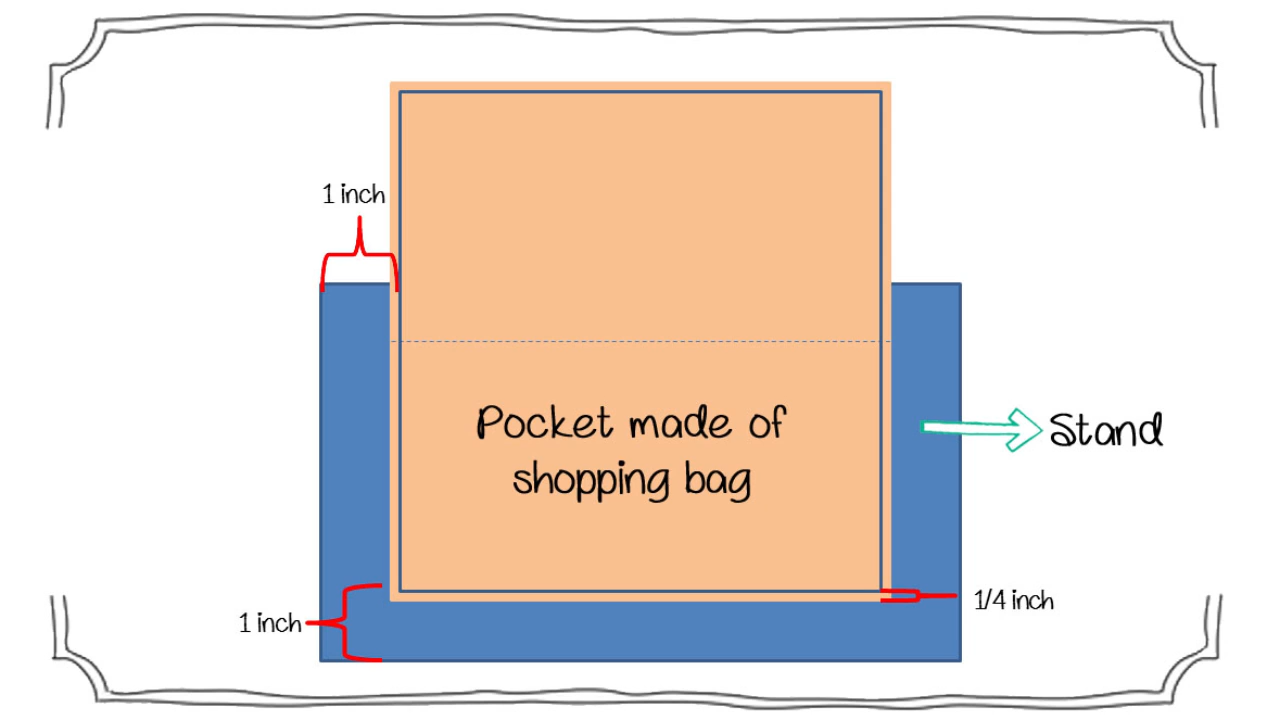 1 inch
Pocket made of
shopping bag
Stand
1 inch
1/4 inch